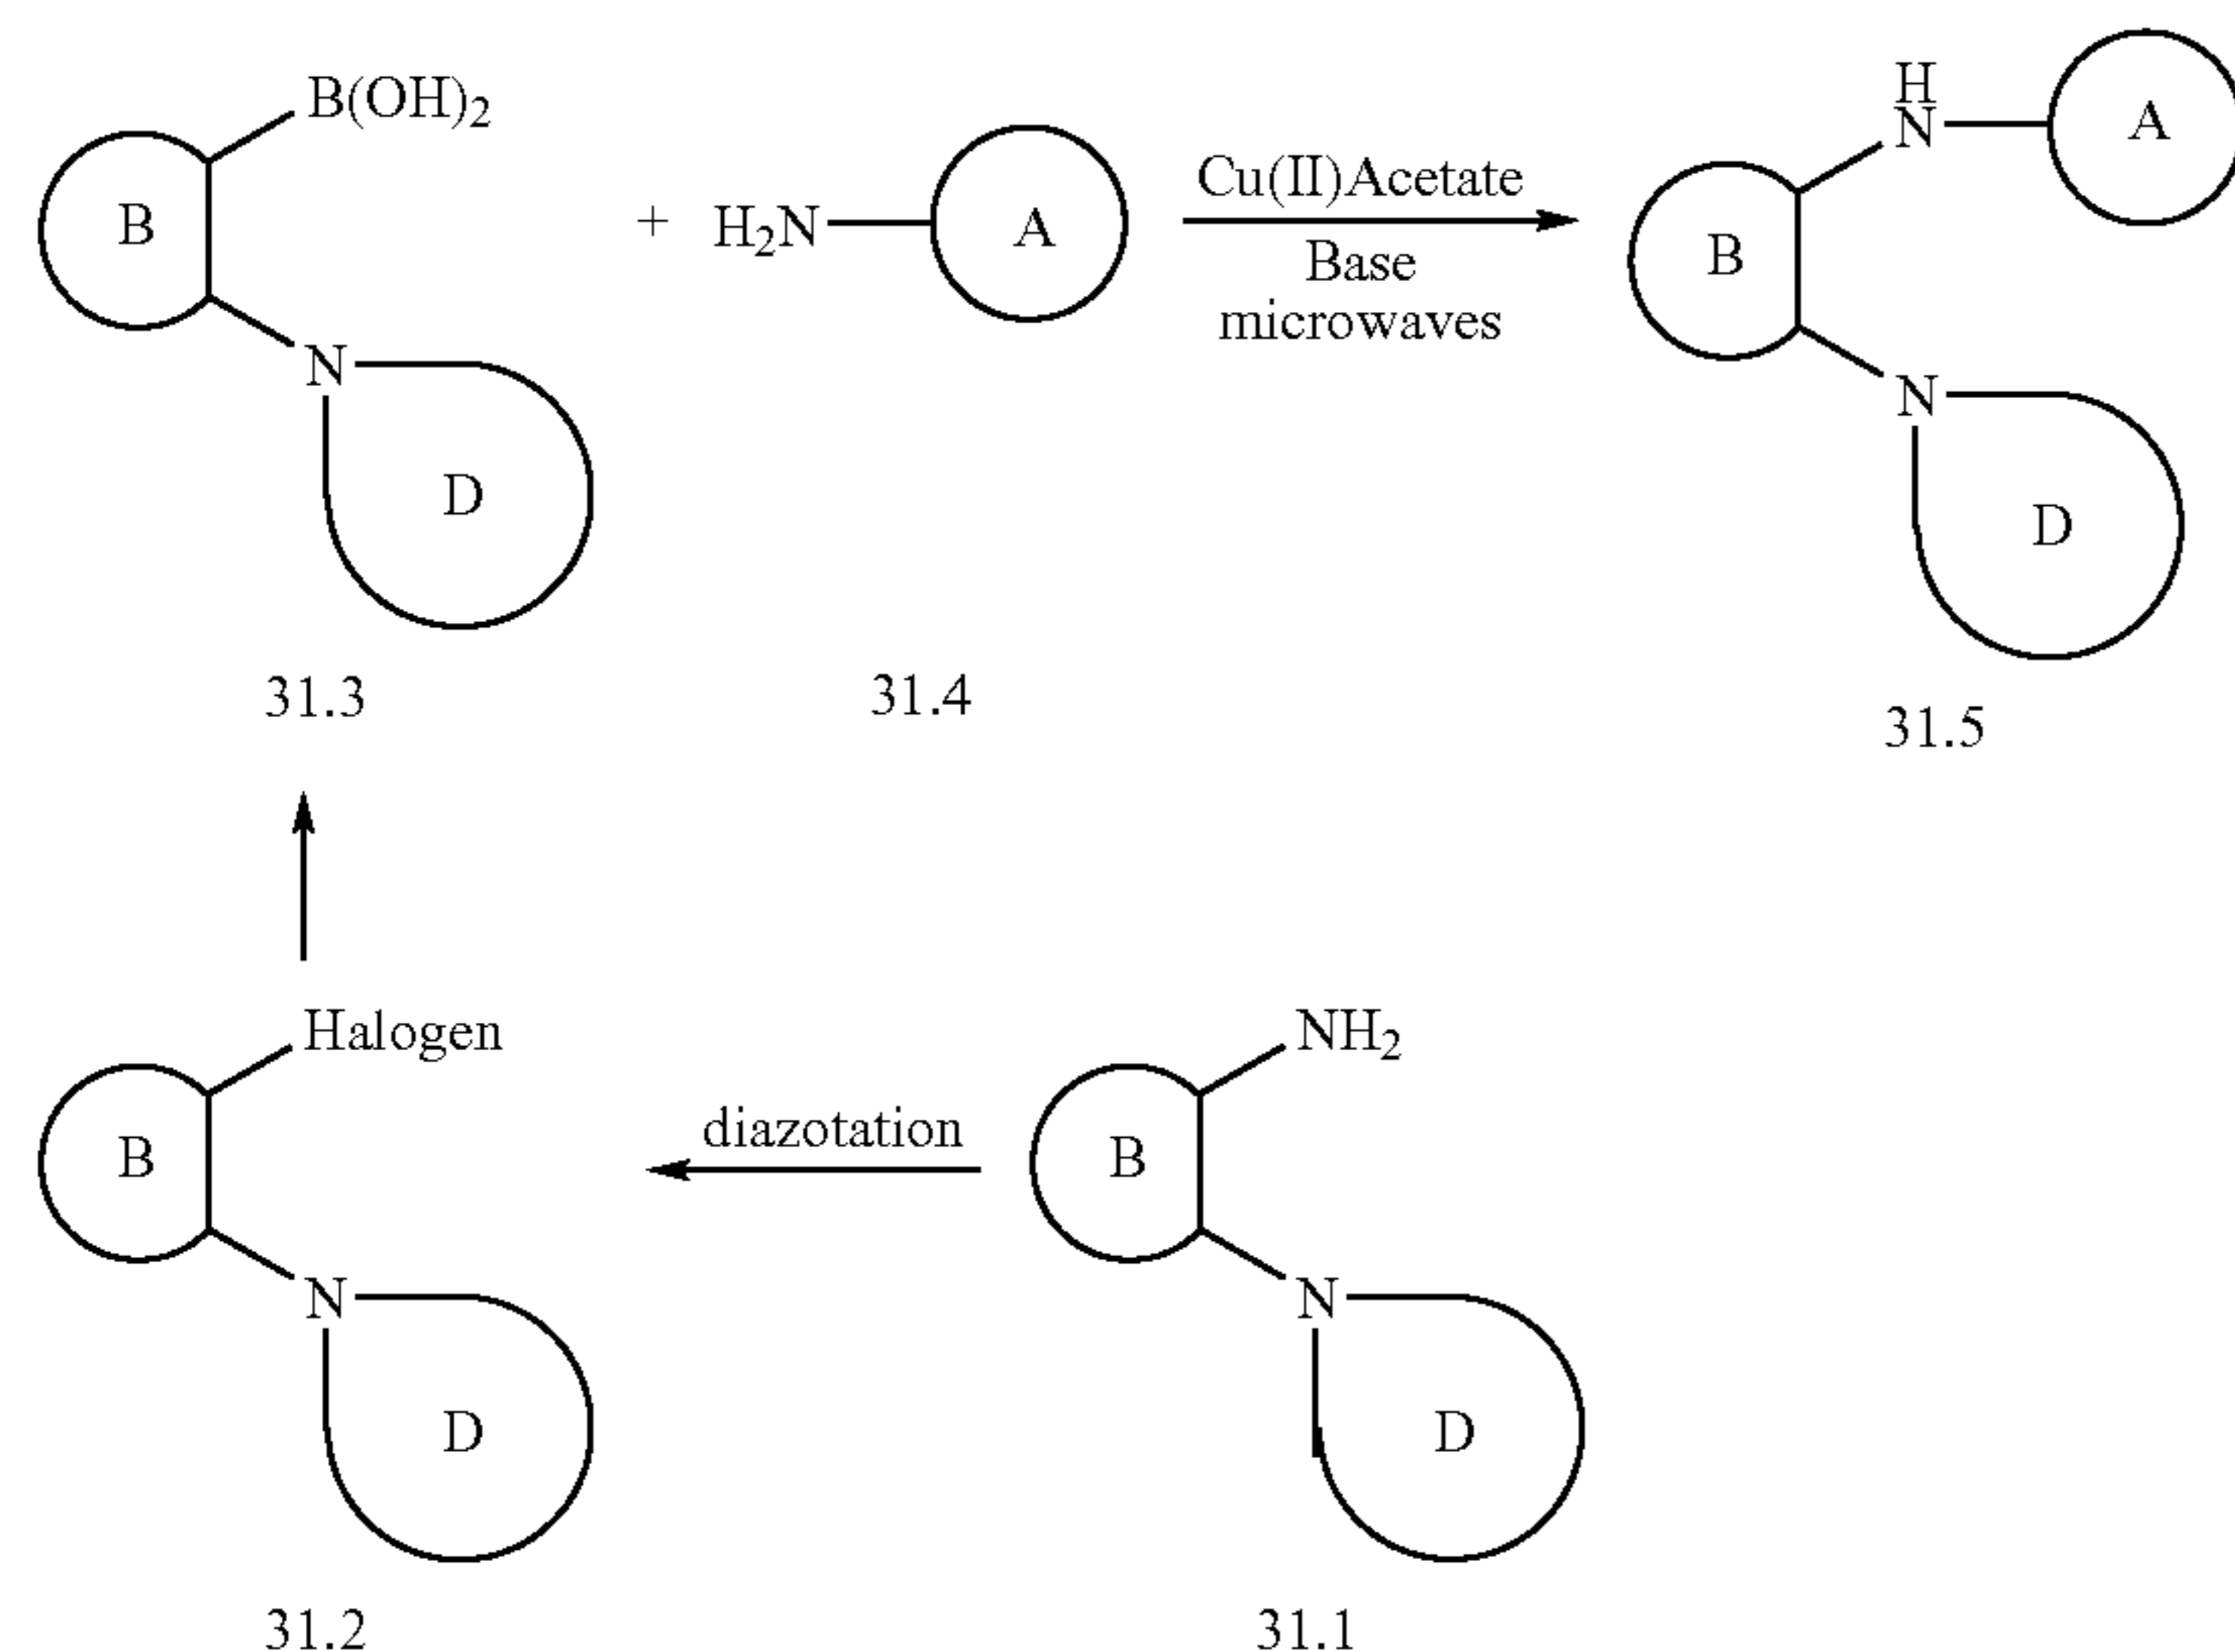 B(OH)2
B
N
D
31.3
+
H2N
A
31.4
Cu(II)Acetate
Base
microwaves
H
N
A
B
N
D
31.5
Halogen
B
N
D
31.2
diazotation
NH2
B
N
D
31.1